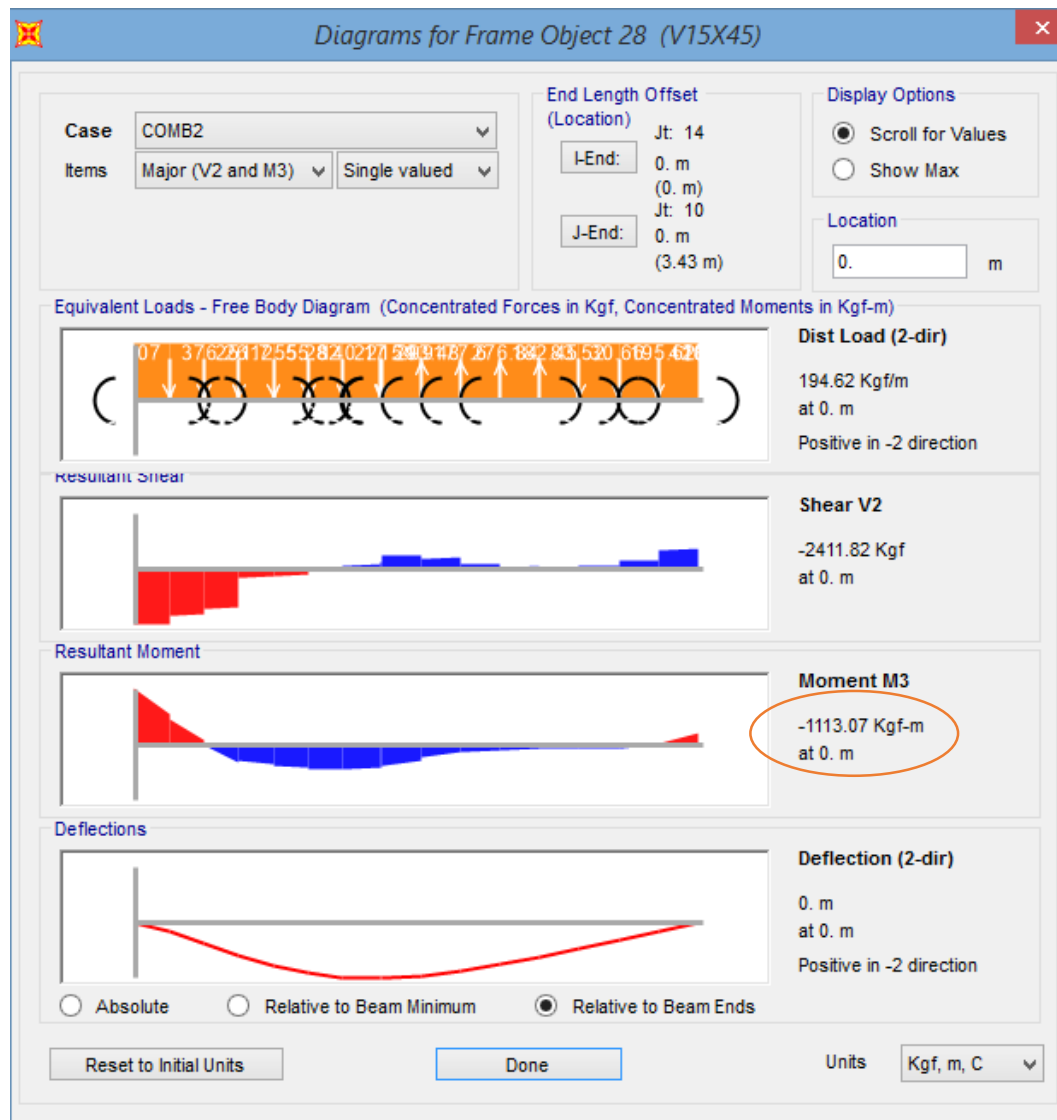 Diagrams for Frame Object 28 (V15X45)
Case
COMB2
Items
Major (V2 and M3)
Single valued
End Length Offset
(Location)
I-End:
Jt: 14
0. m
(0. m)
J-End:
Jt: 10
0. m
(3.43 m)
Display Options
Scroll for Values
Show Max
Location
0.
m
Equivalent Loads - Free Body Diagram (Concentrated Forces in Kgf, Concentrated Moments in Kgf-m)
Dist Load (2-dir)
194.62 Kgf/m
at 0. m
Positive in -2 direction
Resultant Shear
Shear V2
-2411.82 Kgf
at 0. m
Resultant Moment
Moment M3
-1113.07 Kgf-m
at 0. m
Deflections
Deflection (2-dir)
0. m
at 0. m
Positive in -2 direction
Absolute
Relative to Beam Minimum
Relative to Beam Ends
Reset to Initial Units
Done
Units
Kgf, m, C